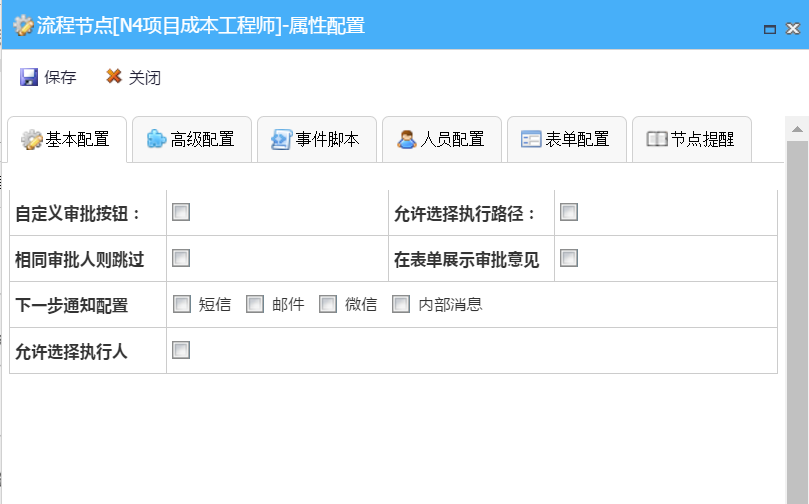 流程节点[N4项目成本工程师]-属性配置
保存 关闭
基本配置 高级配置 事件脚本 人员配置 表单配置 节点提醒
自定义审批按钮： 允许选择执行路径：
相同审批人则跳过 在表单展示审批意见
下一步通知配置 短信 邮件 微信 内部消息
允许选择执行人